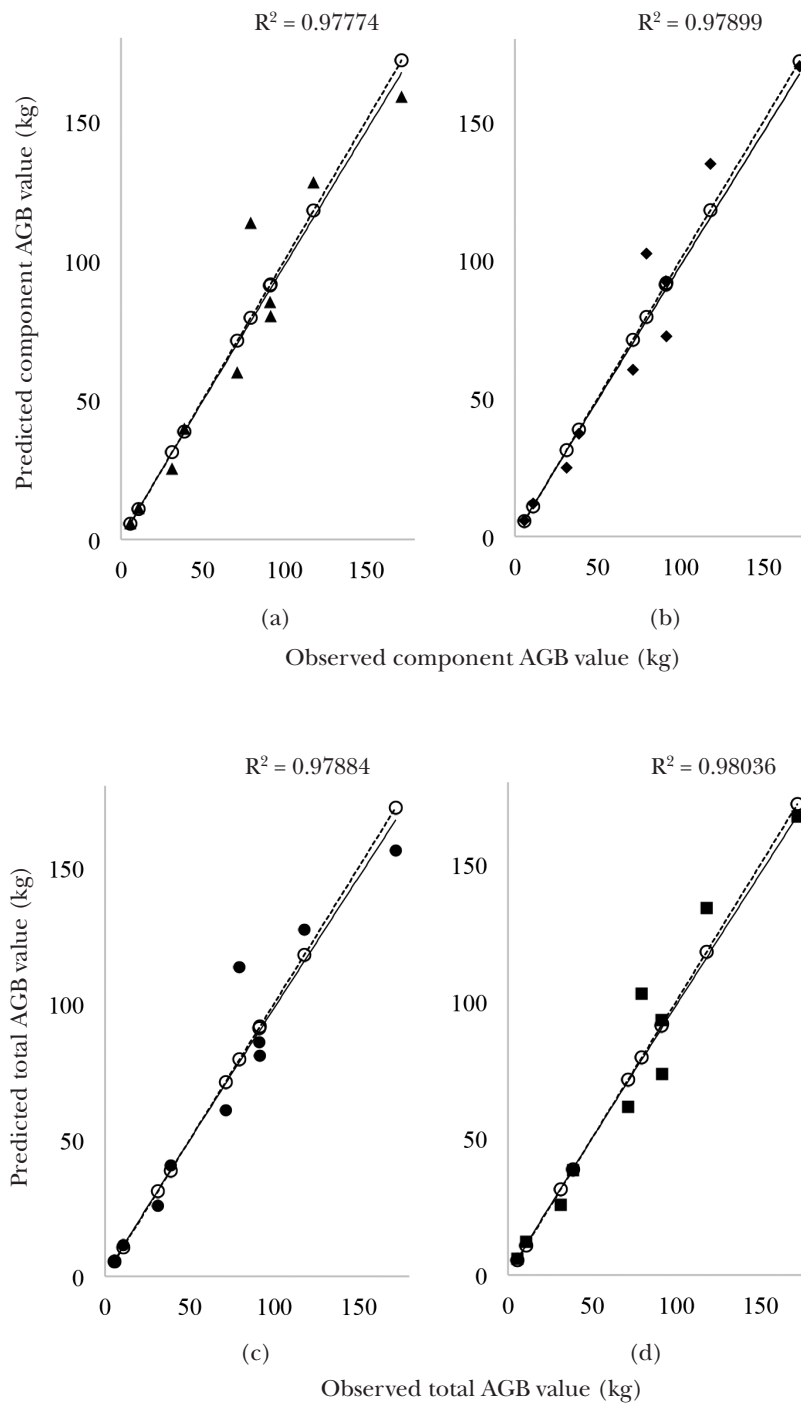 R² = 0.97774
R² = 0.97899
Predicted component AGB value (kg)
150
100
50
0
0 50 100 150
(a)
150
100
50
0
0 50 100 150
(b)
Observed component AGB value (kg)
R² = 0.97884
R² = 0.98036
Predicted total AGB value (kg)
150
100
50
0
0 50 100 150
(c)
150
100
50
0
0 50 100 150
(d)
Observed total AGB value (kg)